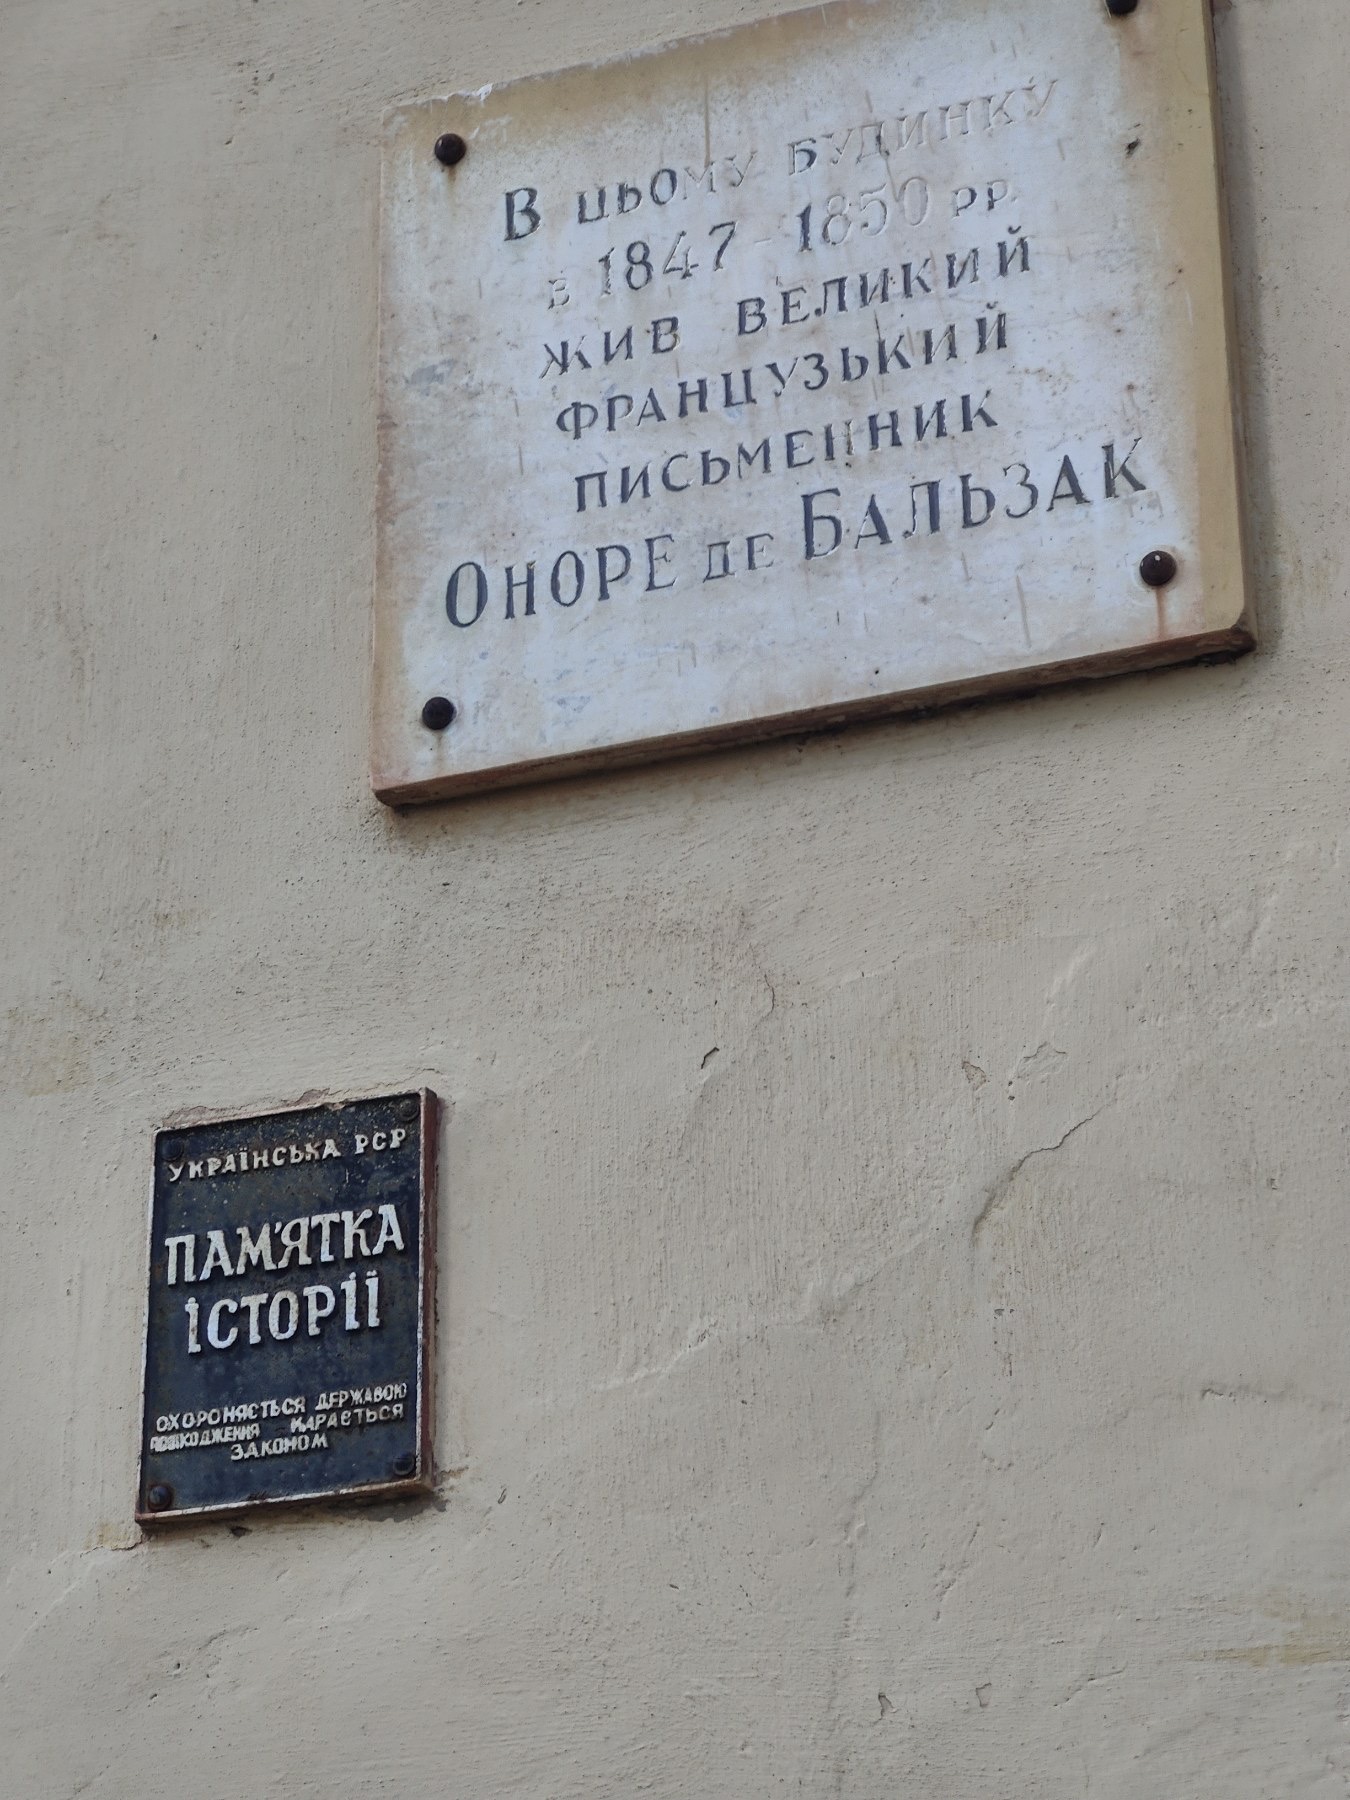 В цьому будинку
в 1847 - 1850 рр.
жив великий
французький
письменник
Оноре де Бальзак
УКРАЇНСЬКА РСР
ПАМ'ЯТКА
ІСТОРІЇ
ОХОРОНЯЄТЬСЯ ДЕРЖАВОЮ
ПОШКОДЖЕННЯ КАРАЄТЬСЯ
ЗАКОНОМ